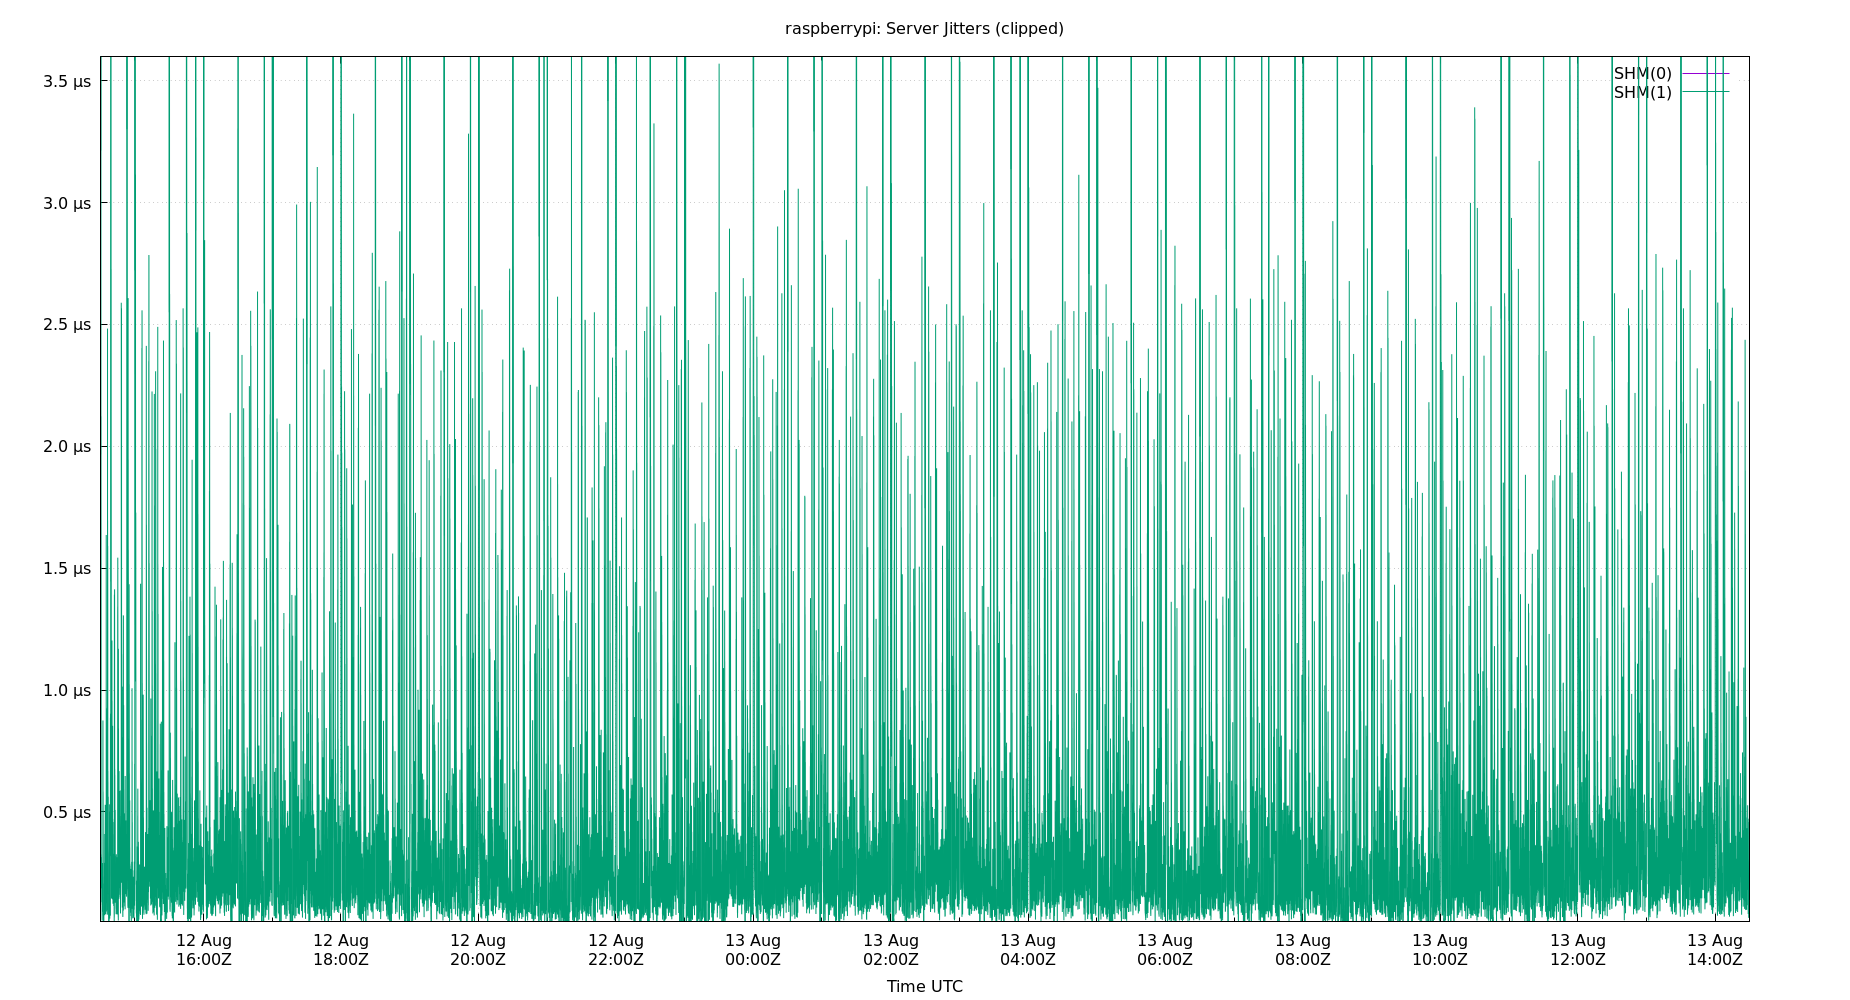 raspberrypi: Server Jitters (clipped)
SHM(0)
SHM(1)
3.5 µs
3.0 µs
2.5 µs
2.0 µs
1.5 µs
1.0 µs
0.5 µs
12 Aug 12 Aug 12 Aug 12 Aug 13 Aug 13 Aug 13 Aug 13 Aug 13 Aug 13 Aug 13 Aug 13 Aug
16:00Z 18:00Z 20:00Z 22:00Z 00:00Z 02:00Z 04:00Z 06:00Z 08:00Z 10:00Z 12:00Z 14:00Z
Time UTC